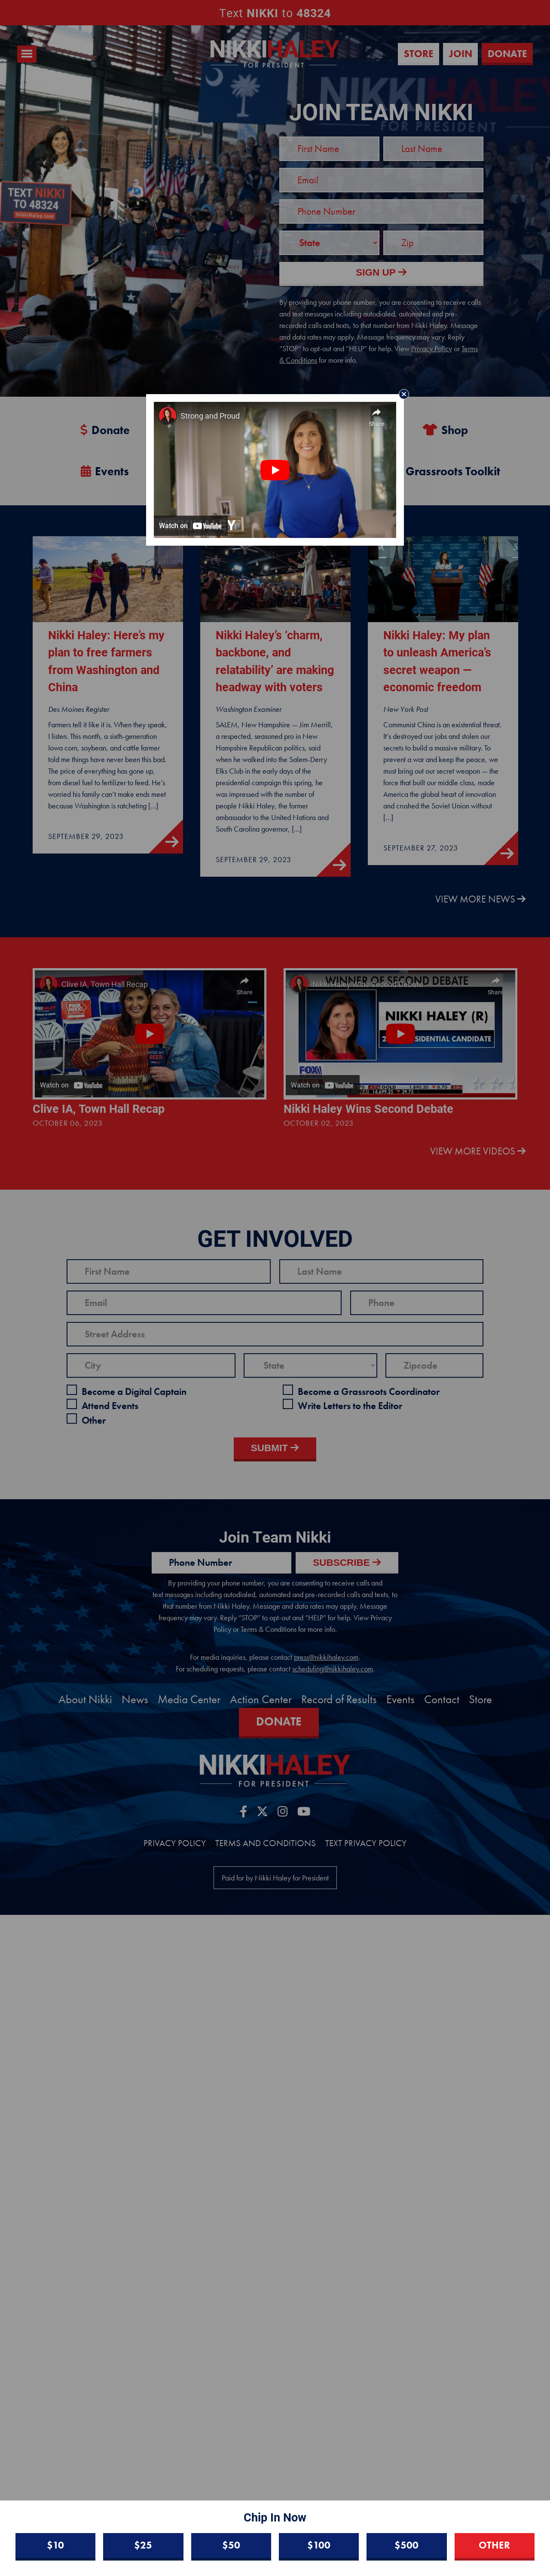 Text NIKKI to 48324
NIKKIHALEY
FOR PRESIDENT
STORE
JOIN
DONATE
TEXT NIKKI
TO 48324
NikkiHaley.com
JOIN TEAM NIKKI
First Name
Last Name
Email
Phone Number
State
Zip
SIGN UP
By providing your phone number, you are consenting to receive calls
and text messages including autodialed, automated and pre-
recorded calls and texts, to that number from Nikki Haley. Message
and data rates may apply. Message frequency may vary. Reply
“STOP” to opt-out and “HELP” for help. View Privacy Policy or Terms
& Conditions for more info.
Donate
Shop
Events
Grassroots Toolkit
Strong and Proud
Share
Watch on YouTube
Nikki Haley: Here’s my
plan to free farmers
from Washington and
China
Des Moines Register
Farmers tell it like it is. When they speak,
I listen. This month, a sixth-generation
Iowa corn, soybean, and cattle farmer
told me things have never been this bad.
The price of everything has gone up,
from diesel fuel to fertilizer to feed. He’s
worried his family can’t make ends meet
because Washington is ratcheting [...]
SEPTEMBER 29, 2023
Nikki Haley’s ‘charm,
backbone, and
relatability’ are making
headway with voters
Washington Examiner
SALEM, New Hampshire — Jim Merrill,
a respected, seasoned pro in New
Hampshire Republican politics, said
when he walked into the Salem-Derry
Elks Club in the early days of the
presidential campaign this spring, he
was impressed with the number of
people Nikki Haley, the former
ambassador to the United Nations and
South Carolina governor, [...]
SEPTEMBER 29, 2023
Nikki Haley: My plan
to unleash America’s
secret weapon —
economic freedom
New York Post
Communist China is an existential threat.
It’s destroyed our jobs and stolen our
secrets to build a massive military. To
prevent a war and keep the peace, we
must bring out our secret weapon — the
force that built our middle class, made
America the global heart of innovation
and crushed the Soviet Union without
[...]
SEPTEMBER 27, 2023
VIEW MORE NEWS
Clive IA, Town Hall Recap
Share
Watch on YouTube
Clive IA, Town Hall Recap
OCTOBER 06, 2023
WINNER OF SECOND DEBATE
Share
NIKKI HALEY (R)
Watch on YouTube
Nikki Haley Wins Second Debate
OCTOBER 02, 2023
VIEW MORE VIDEOS
GET INVOLVED
First Name
Last Name
Email
Phone
Street Address
City
State
Zipcode
Become a Digital Captain
Become a Grassroots Coordinator
Attend Events
Write Letters to the Editor
Other
SUBMIT
Join Team Nikki
Phone Number
SUBSCRIBE
By providing your phone number, you are consenting to receive calls and
text messages including autodialed, automated and pre-recorded calls and texts, to
that number from Nikki Haley. Message and data rates may apply. Message
frequency may vary. Reply “STOP” to opt-out and “HELP” for help. View Privacy
Policy or Terms & Conditions for more info.
For media inquiries, please contact press@nikkihaley.com.
For scheduling requests, please contact scheduling@nikkihaley.com.
About Nikki
News
Media Center
Action Center
Record of Results
Events
Contact
Store
DONATE
NIKKIHALEY
FOR PRESIDENT
PRIVACY POLICY
TERMS AND CONDITIONS
TEXT PRIVACY POLICY
Paid for by Nikki Haley for President
Chip In Now
$10
$25
$50
$100
$500
OTHER